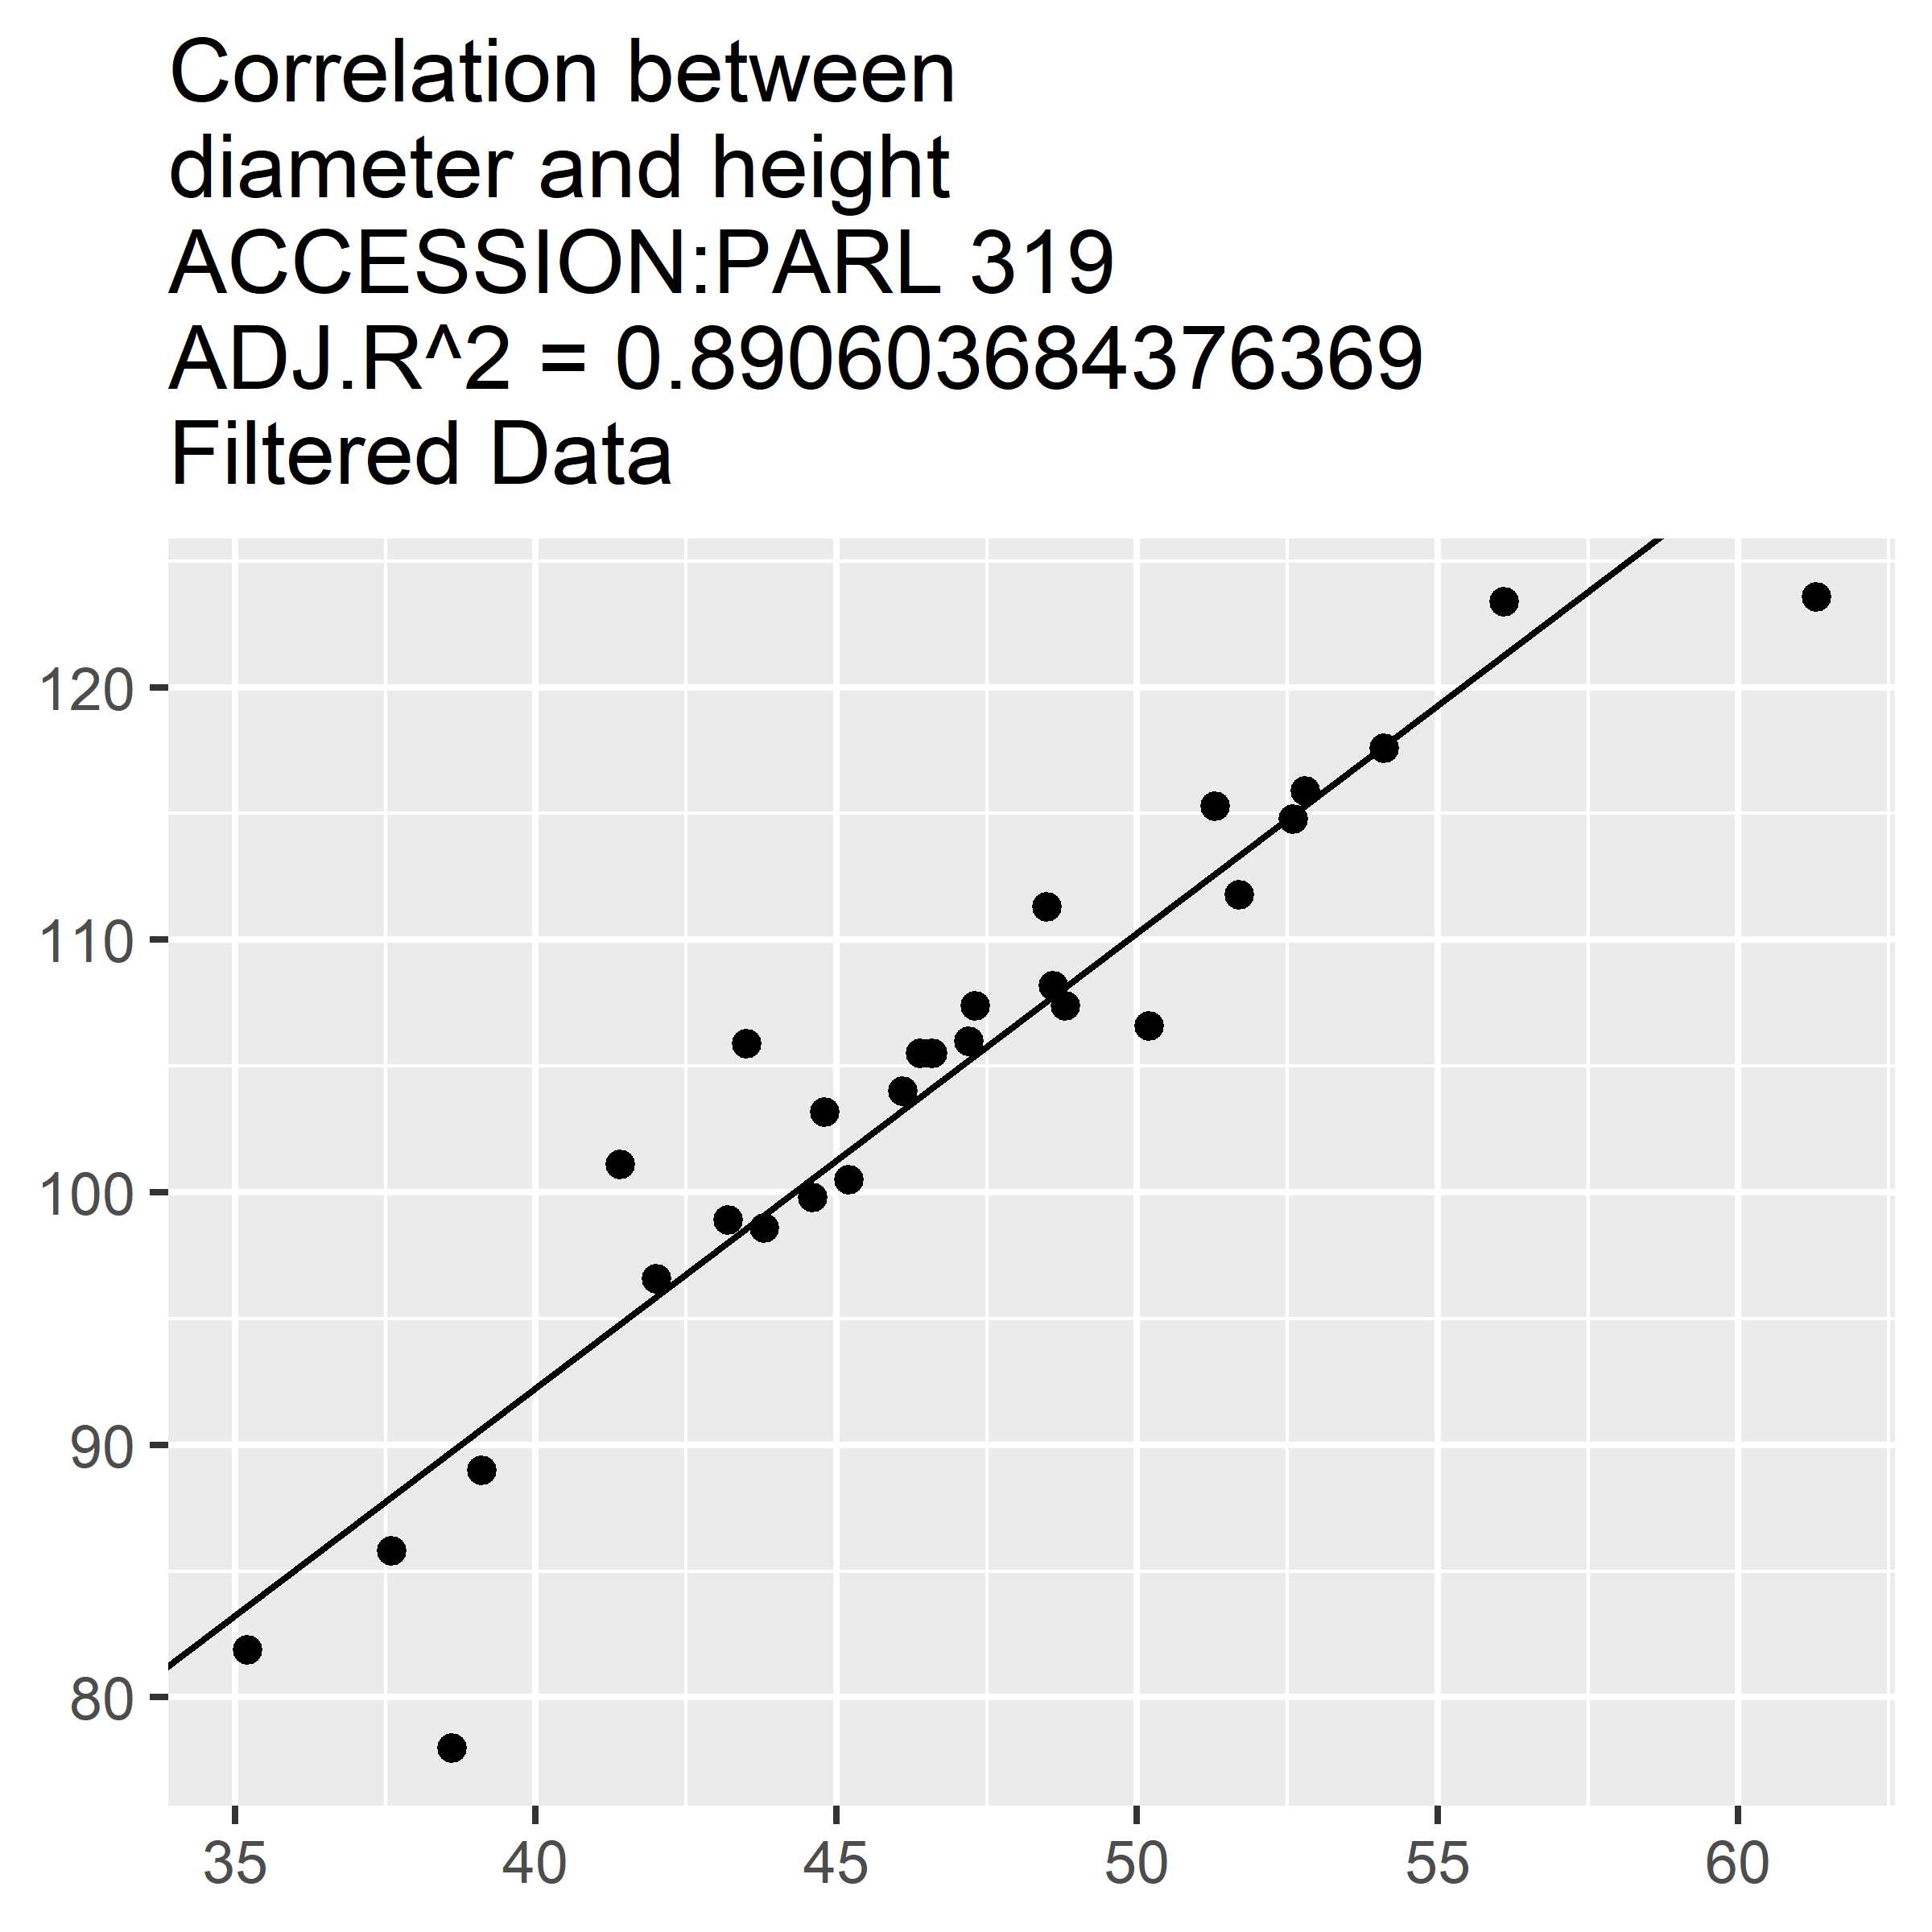 Correlation between
diameter and height
ACCESSION:PARL 319
ADJ.R^2 = 0.890603684376369
Filtered Data
120
110
100
90
80
35 40 45 50 55 60